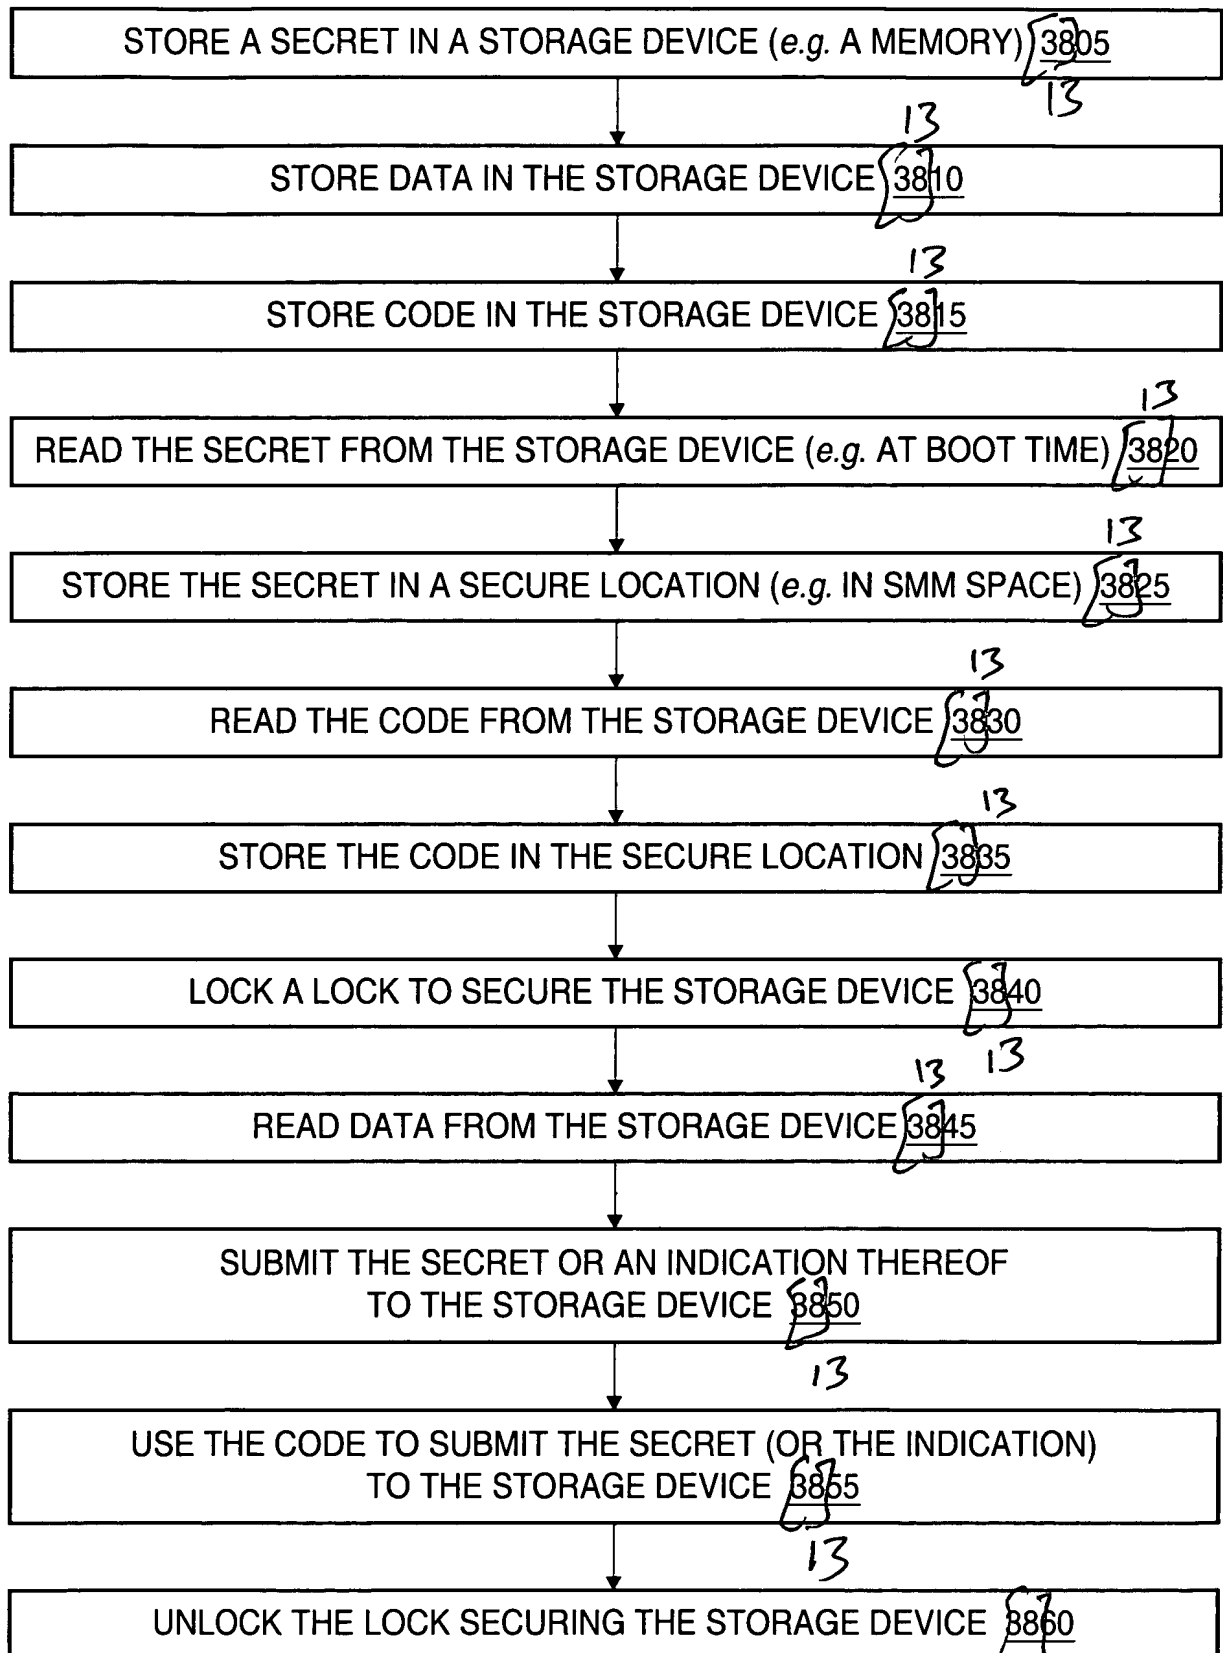 STORE A SECRET IN A STORAGE DEVICE (e.g. A MEMORY) 3805
13
13
STORE DATA IN THE STORAGE DEVICE 3810
13
STORE CODE IN THE STORAGE DEVICE 3815
13
READ THE SECRET FROM THE STORAGE DEVICE (e.g. AT BOOT TIME) 3820
13
STORE THE SECRET IN A SECURE LOCATION (e.g. IN SMM SPACE) 3825
13
READ THE CODE FROM THE STORAGE DEVICE 3830
13
STORE THE CODE IN THE SECURE LOCATION 3835
LOCK A LOCK TO SECURE THE STORAGE DEVICE 3840
13
13
READ DATA FROM THE STORAGE DEVICE 3845
SUBMIT THE SECRET OR AN INDICATION THEREOF
TO THE STORAGE DEVICE 3850
13
USE THE CODE TO SUBMIT THE SECRET (OR THE INDICATION)
TO THE STORAGE DEVICE 3855
13
UNLOCK THE LOCK SECURING THE STORAGE DEVICE 3860